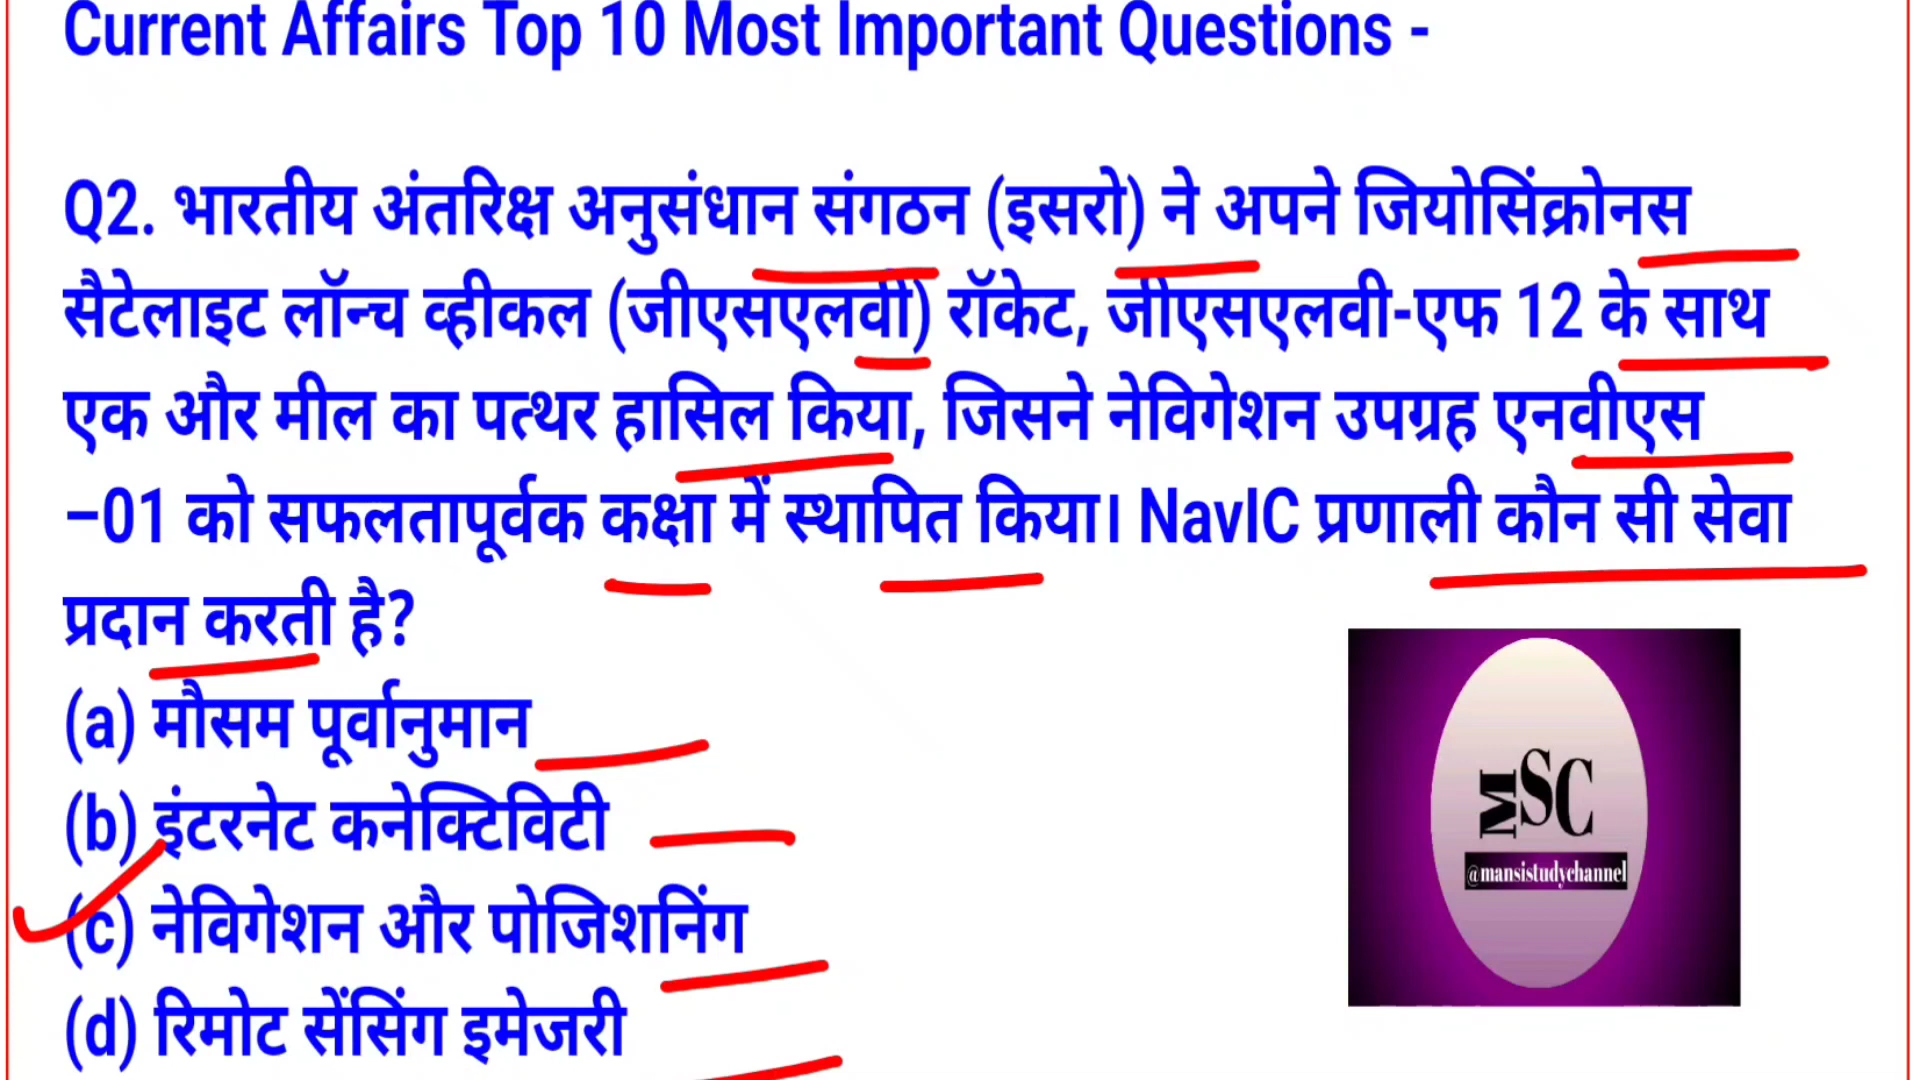 Current Affairs Top 10 Most Important Questions -
Q2. भारतीय अंतरिक्ष अनुसंधान संगठन (इसरो) ने अपने जियोसिंक्रोनस
सैटेलाइट लॉन्च व्हीकल (जीएसएलवी) रॉकेट, जीएसएलवी-एफ 12 के साथ
एक और मील का पत्थर हासिल किया, जिसने नेविगेशन उपग्रह एनवीएस
–01 को सफलतापूर्वक कक्षा में स्थापित किया। NavIC प्रणाली कौन सी सेवा
प्रदान करती है?
(a) मौसम पूर्वानुमान
(b) इंटरनेट कनेक्टिविटी
(c) नेविगेशन और पोजिशनिंग
(d) रिमोट सेंसिंग इमेजरी
MSC
@mansistudychannel